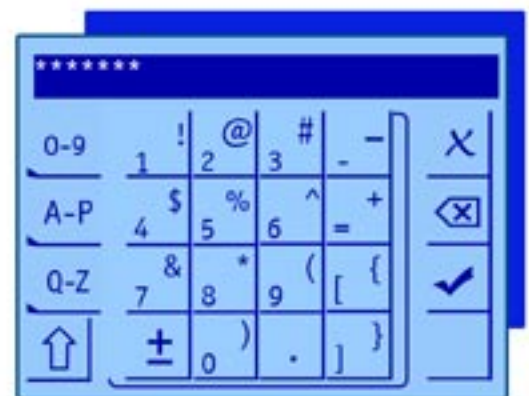 *******
0-9 1 ! 2 @ 3 # - _ X
A-P 4 $ 5 % 6 ^ = +
Q-Z 7 & 8 * 9 ( [ {
± 0 ) . ] }